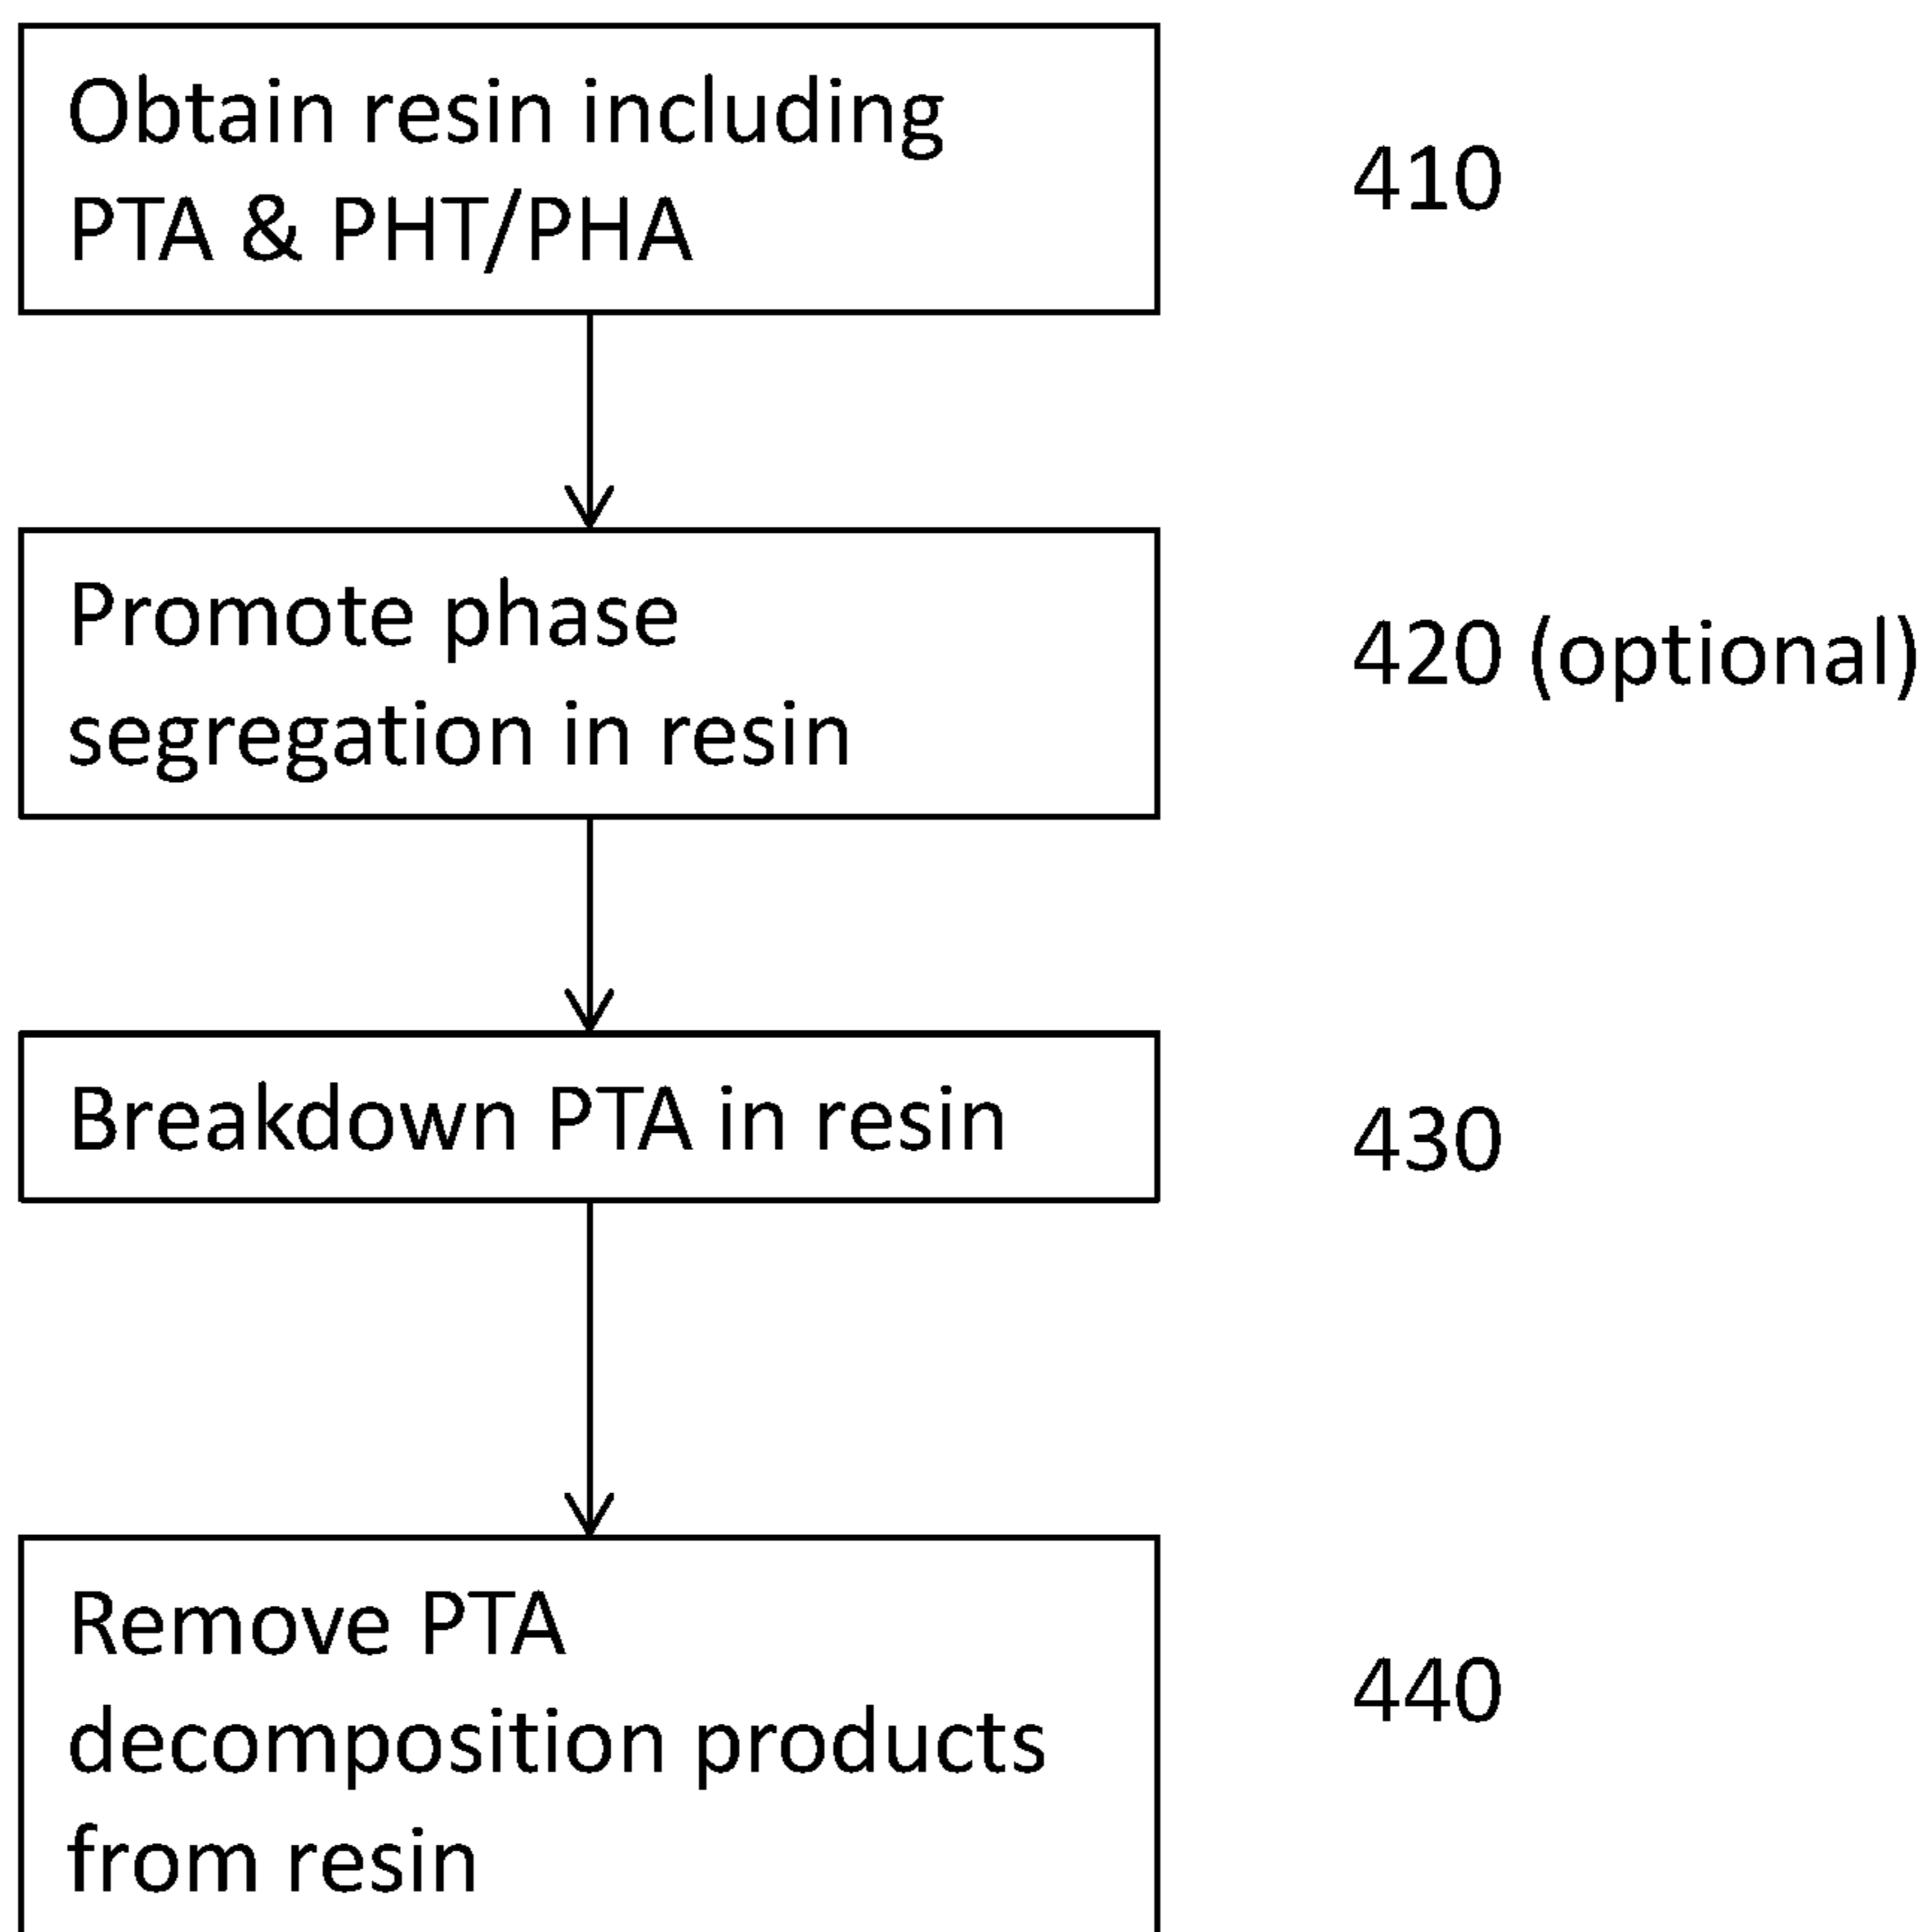 Obtain resin including
PTA & PHT/PHA
410
Promote phase
segregation in resin
420 (optional)
Breakdown PTA in resin
430
Remove PTA
decomposition products
from resin
440